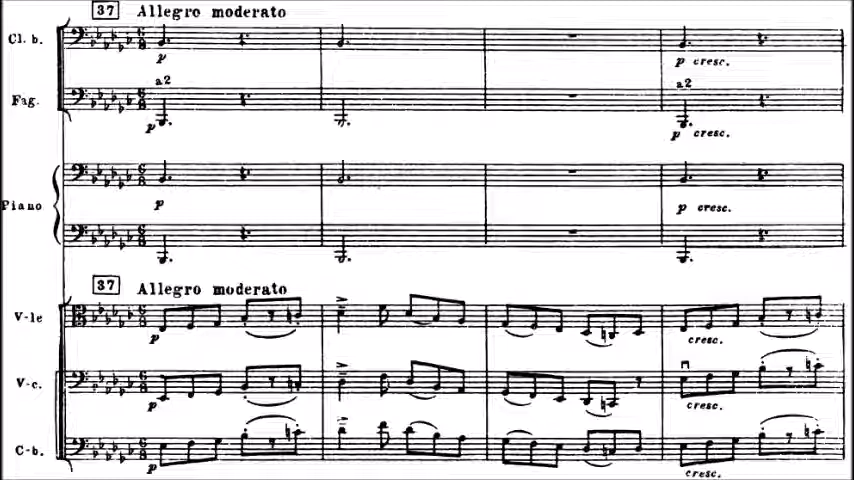 37 Allegro moderato
Cl. b.
p
p cresc.
a2
a2
Fag.
p
p cresc.
Piano
p
p cresc.
37 Allegro moderato
V-le
p
cresc.
V-c.
p
cresc.
C-b.
p
cresc.